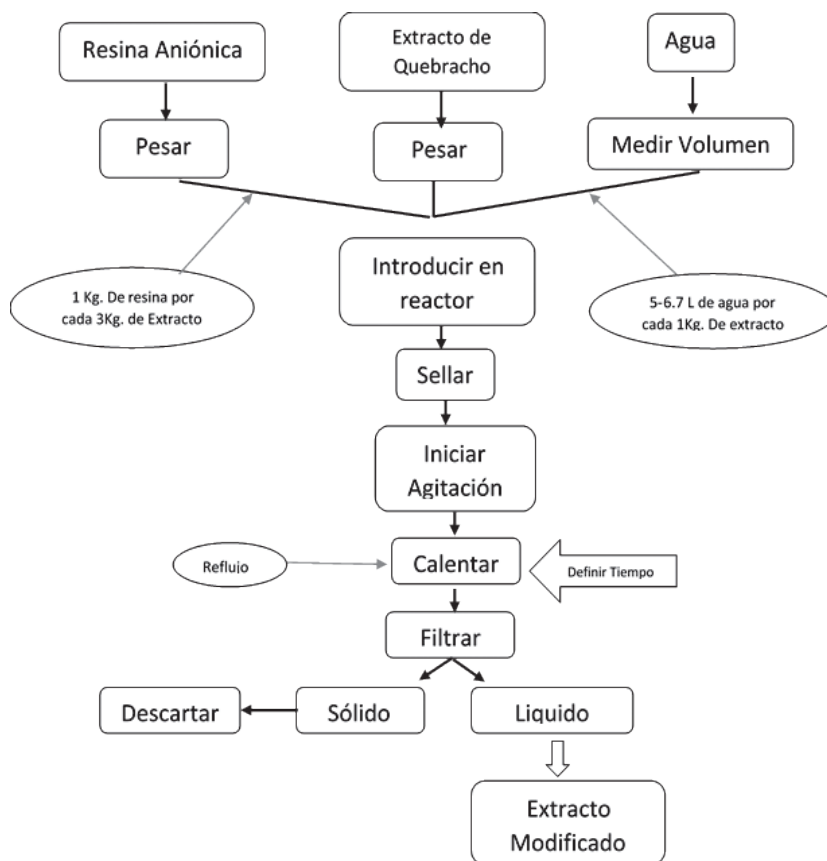 Resina Aniónica
Extracto de
Quebracho
Agua
Pesar
Pesar
Medir Volumen
1 Kg. De resina por
cada 3Kg. de Extracto
Introducir en
reactor
5-6.7 L de agua por
cada 1Kg. De extracto
Sellar
Iniciar
Agitación
Reflujo
Calentar
Definir Tiempo
Filtrar
Descartar
Sólido
Liquido
Extracto
Modificado